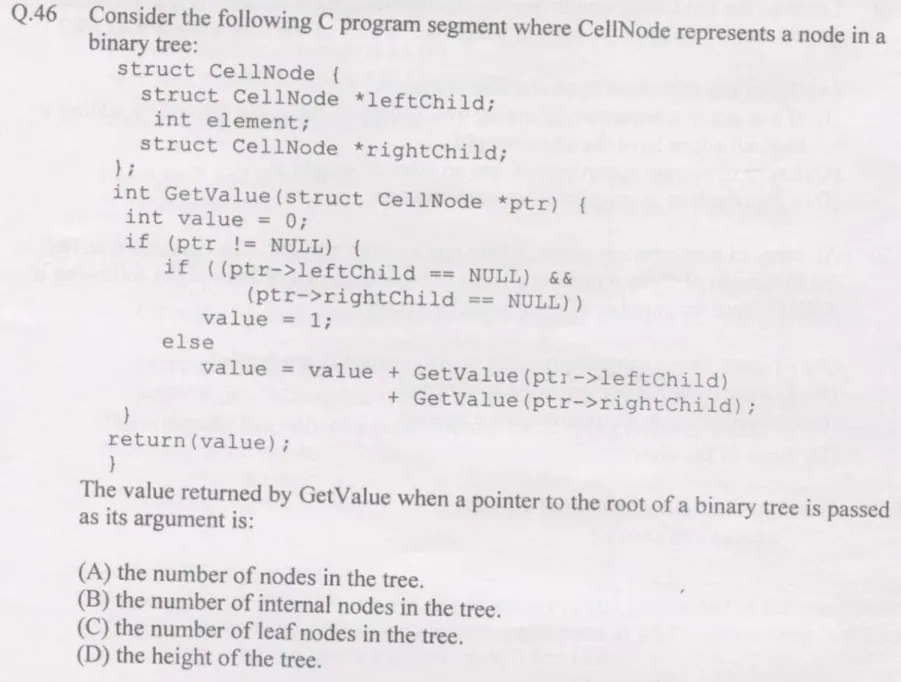 Q.46 Consider the following C program segment where CellNode represents a node in a
binary tree:
struct CellNode {
struct CellNode *leftChild;
int element;
struct CellNode *rightChild;
};
int GetValue(struct CellNode *ptr) {
int value = 0;
if (ptr != NULL) {
if ((ptr->leftChild == NULL) &&
(ptr->rightChild == NULL))
value = 1;
else
value = value + GetValue(ptr->leftChild)
+ GetValue(ptr->rightChild);
}
return(value);
}
The value returned by GetValue when a pointer to the root of a binary tree is passed
as its argument is:
(A) the number of nodes in the tree.
(B) the number of internal nodes in the tree.
(C) the number of leaf nodes in the tree.
(D) the height of the tree.